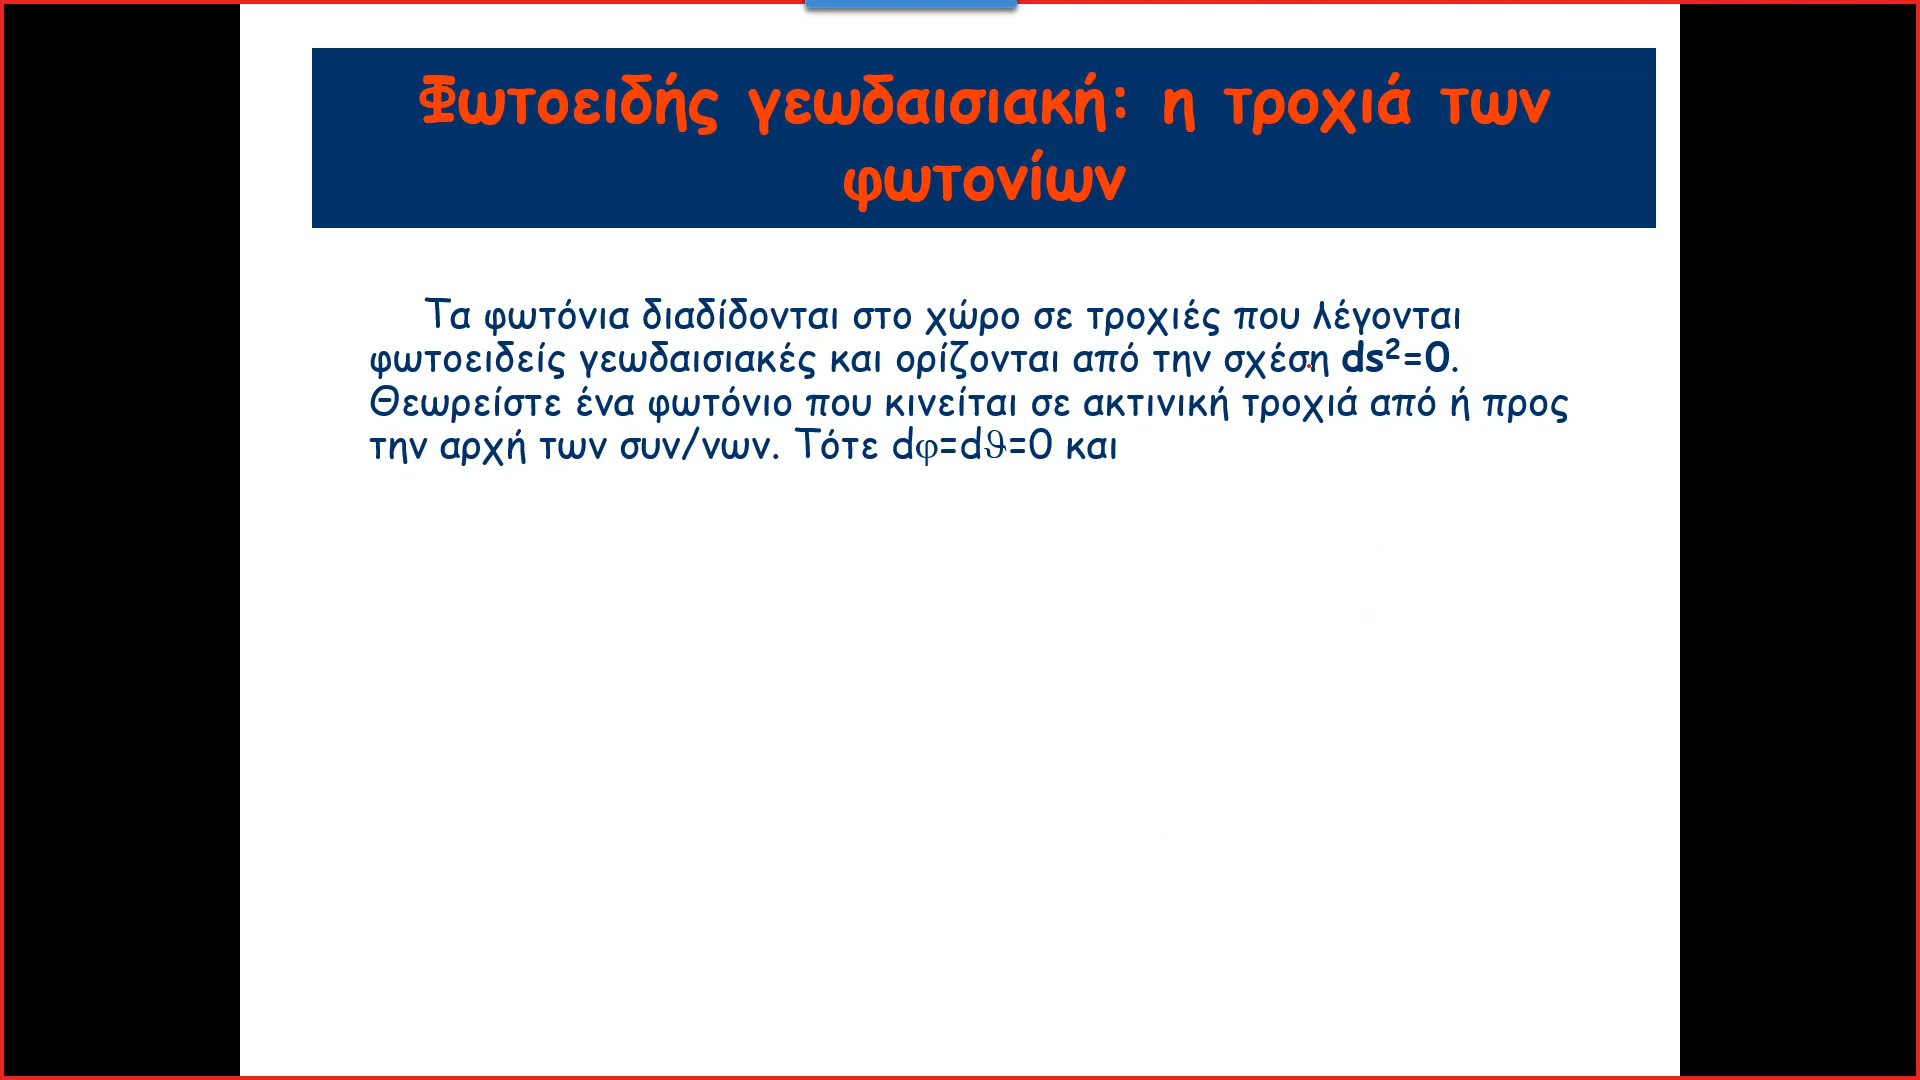 Φωτοειδής γεωδαισιακή: η τροχιά των
φωτονίων
Τα φωτόνια διαδίδονται στο χώρο σε τροχιές που λέγονται
φωτοειδείς γεωδαισιακές και ορίζονται από την σχέση ds²=0.
Θεωρείστε ένα φωτόνιο που κινείται σε ακτινική τροχιά από ή προς
την αρχή των συν/νων. Τότε dφ=dϑ=0 και